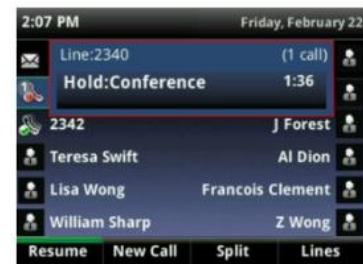 2:07 PM Friday, February 22
Line:2340 (1 call)
Hold:Conference 1:36
2342 J Forest
Teresa Swift Al Dion
Lisa Wong Francois Clement
William Sharp Z Wong
Resume New Call Split Lines